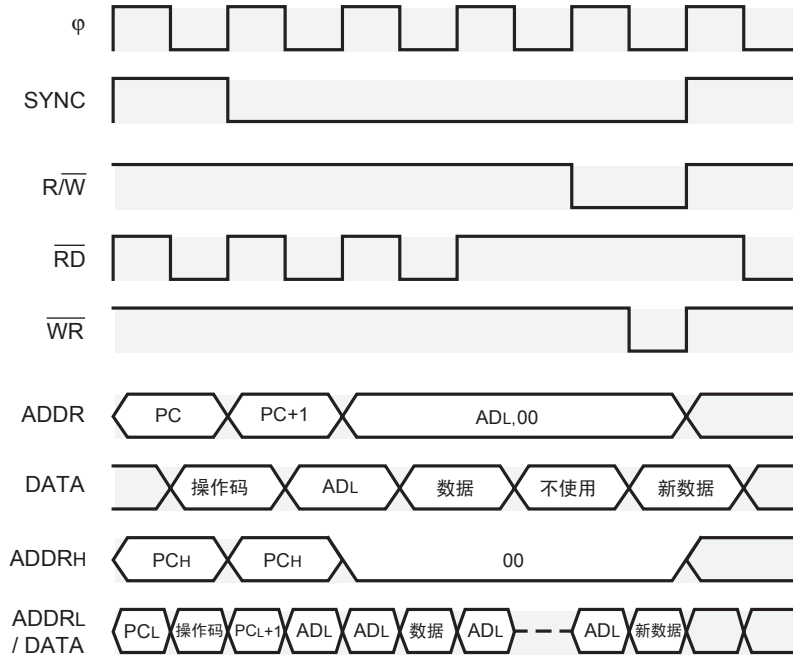 φ
SYNC
R/W̅
R̅D̅
W̅R̅
ADDR PC PC+1 ADL,00
DATA 操作码 ADL 数据 不使用 新数据
ADDRH PCH PCH 00
ADDRL
/ DATA
PCL 操作码 PCL+1 ADL ADL 数据 ADL ADL 新数据